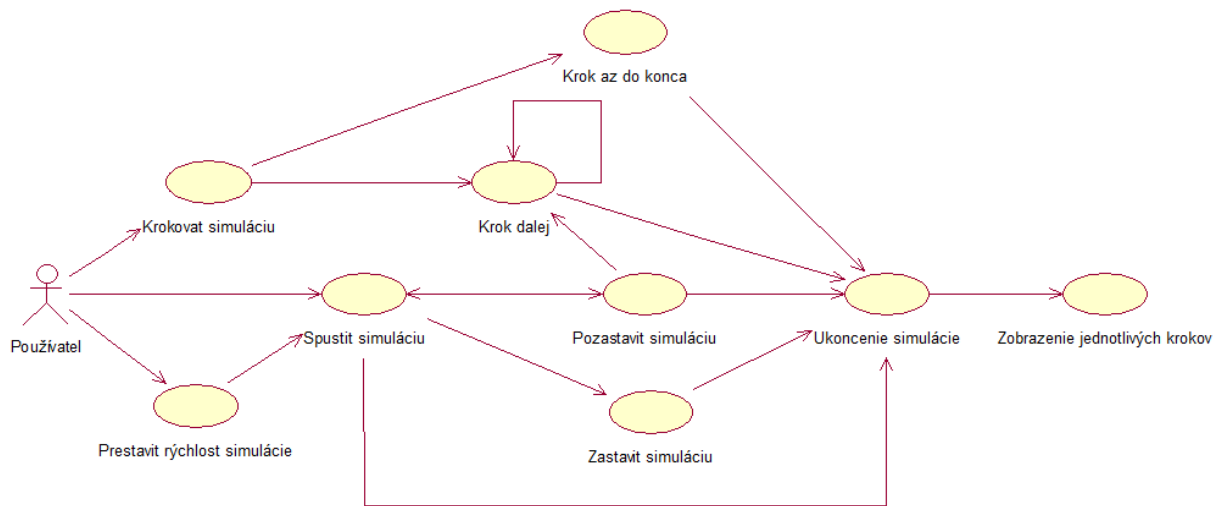 Krok az do konca
Krokovat simuláciu
Krok dalej
Používatel
Spustit simuláciu
Pozastavit simuláciu
Ukoncenie simulácie
Zobrazenie jednotlivých krokov
Prestavit rýchlost simulácie
Zastavit simuláciu